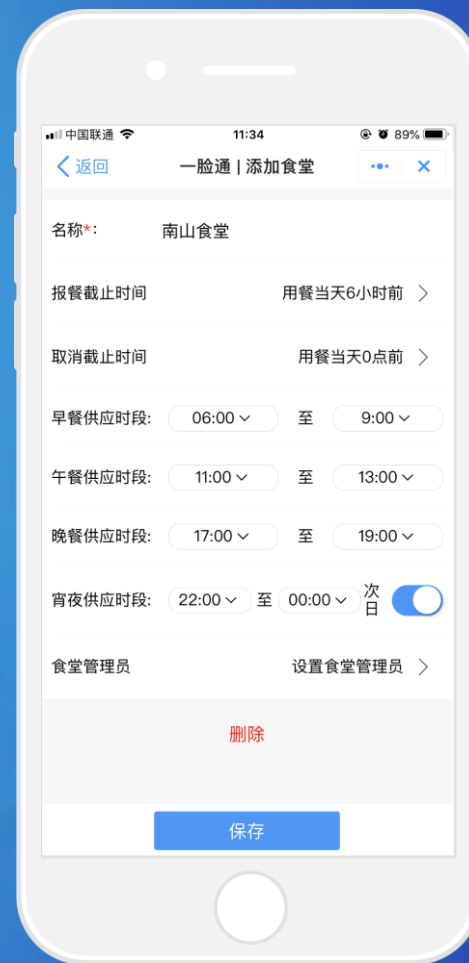 中国联通 11:34 89%
返回 一脸通 | 添加食堂
名称*: 南山食堂
报餐截止时间 用餐当天6小时前
取消截止时间 用餐当天0点前
早餐供应时段: 06:00 至 9:00
午餐供应时段: 11:00 至 13:00
晚餐供应时段: 17:00 至 19:00
宵夜供应时段: 22:00 至 00:00 次日
食堂管理员 设置食堂管理员
删除
保存